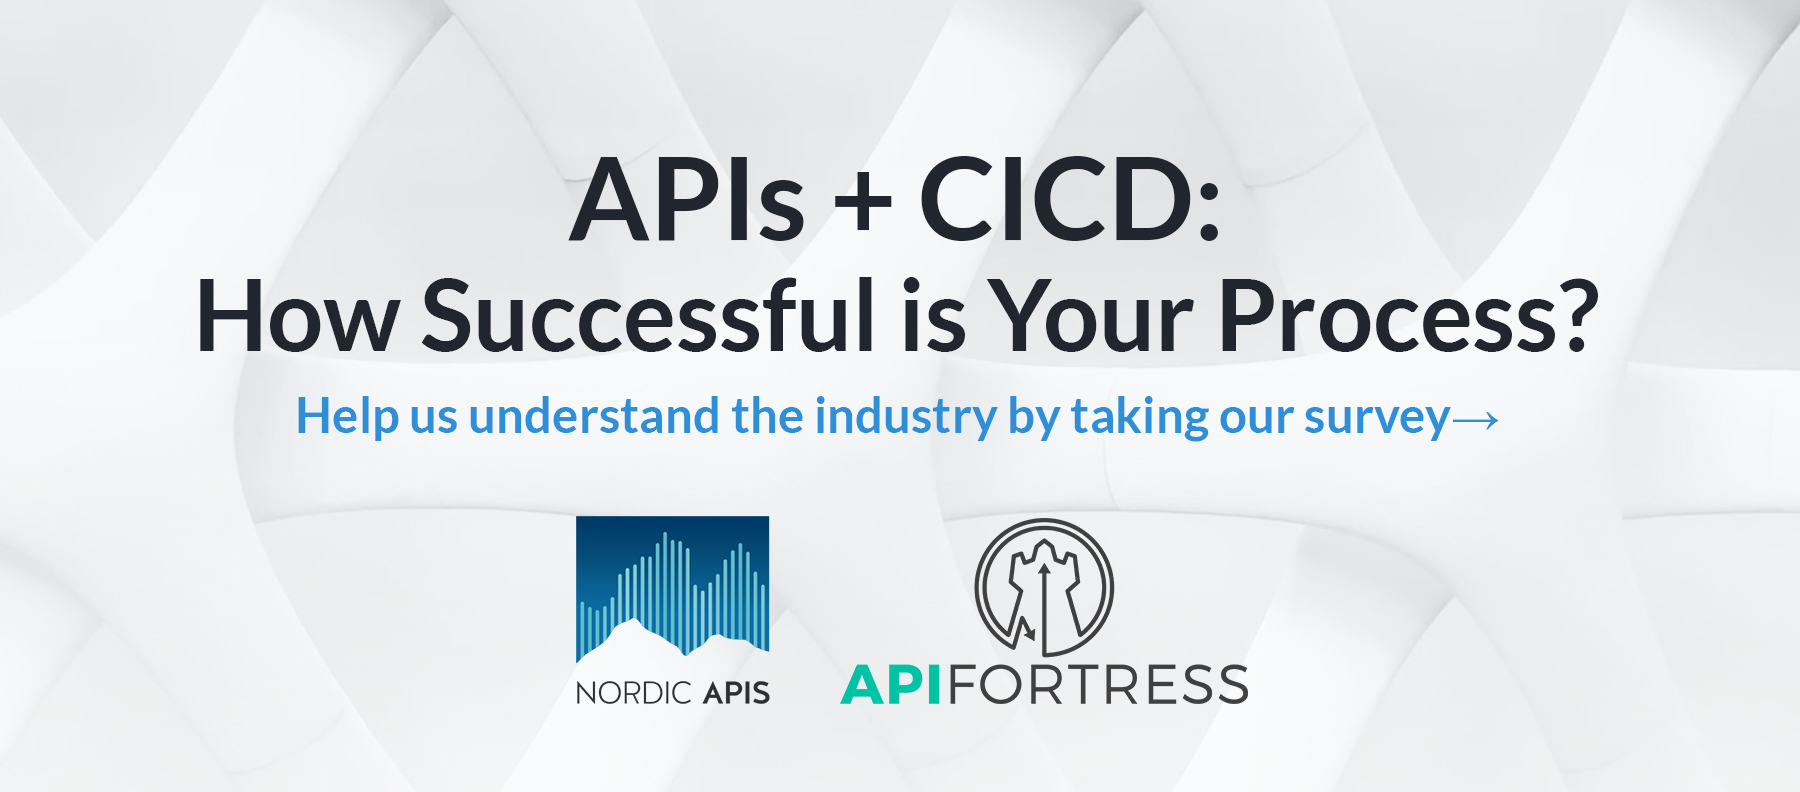 APIs + CICD:
How Successful is Your Process?
Help us understand the industry by taking our survey→
NORDIC APIS
APIFORTRESS